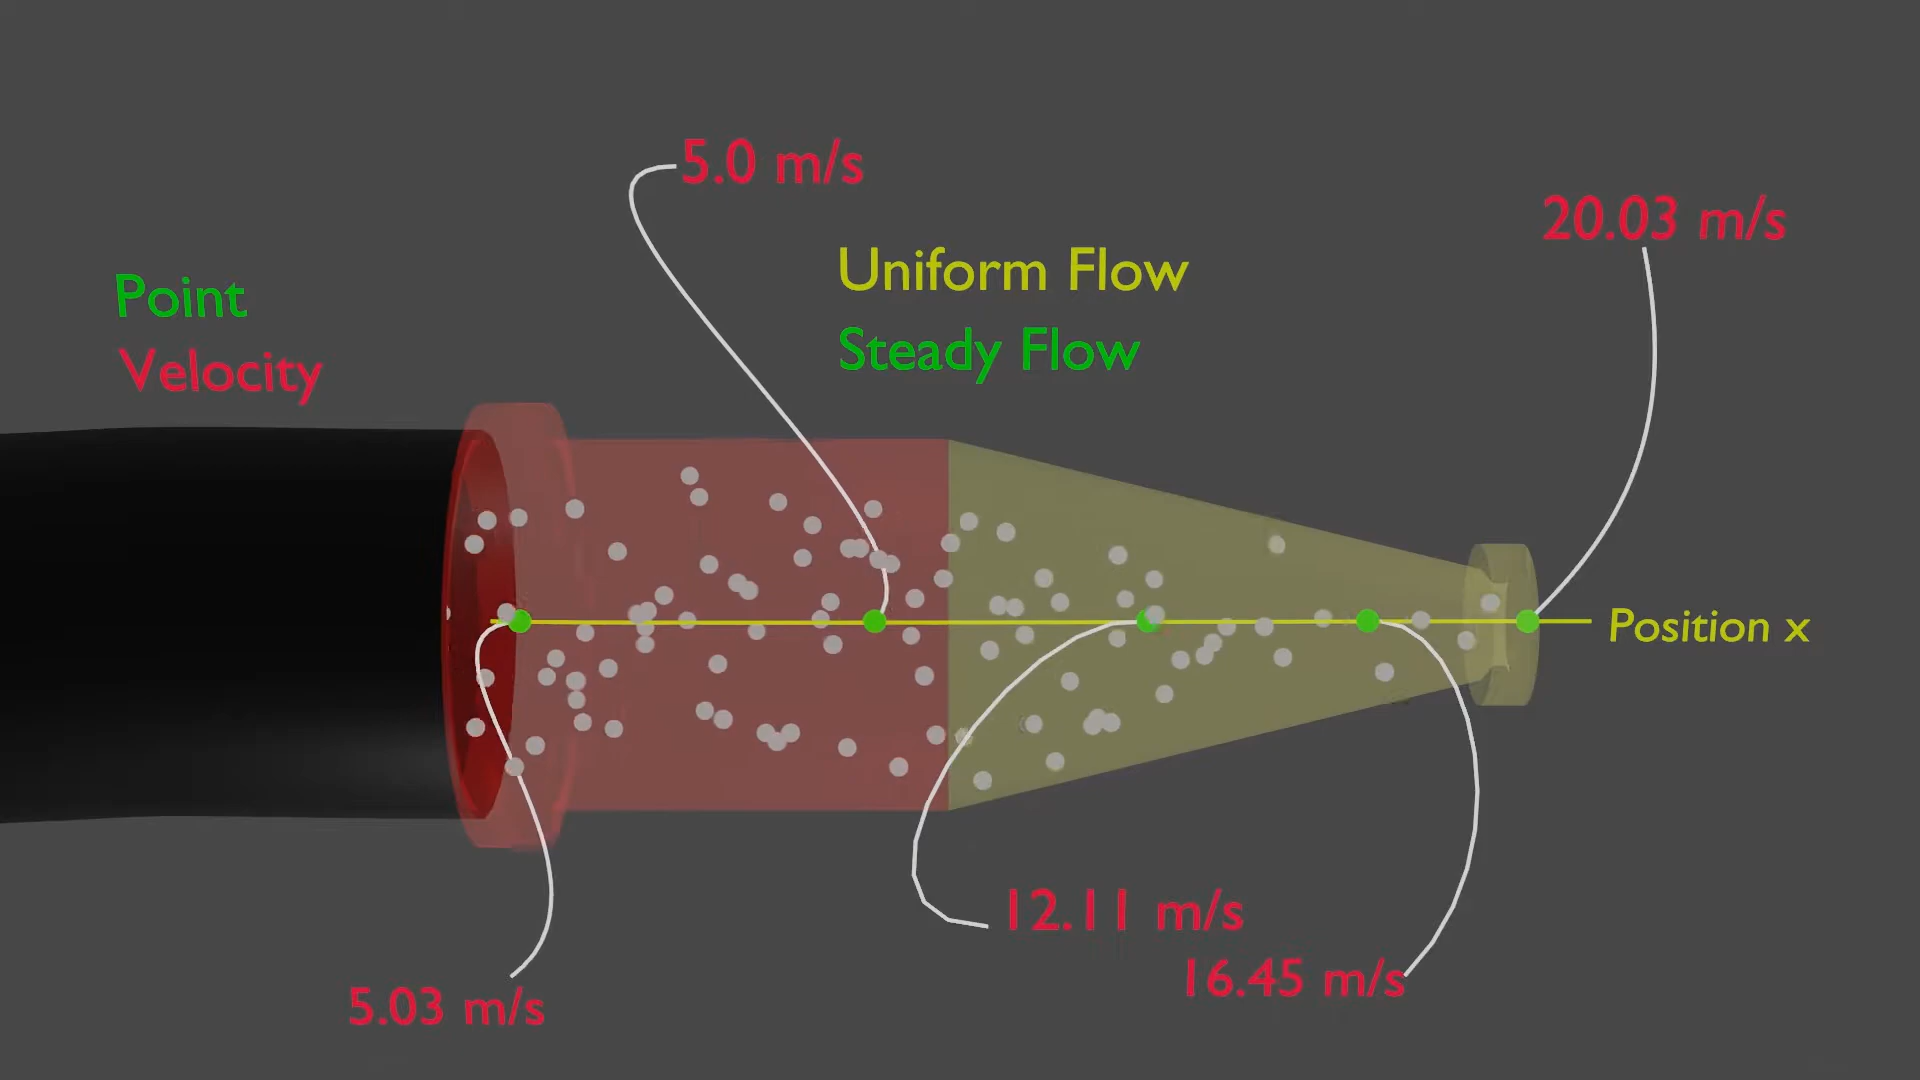 5.0 m/s
20.03 m/s
Uniform Flow
Steady Flow
Point
Velocity
Position x
12.11 m/s
16.45 m/s
5.03 m/s